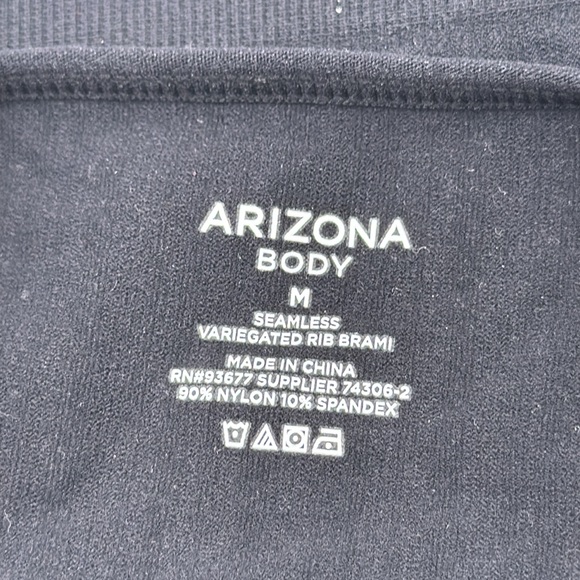 ARIZONA
BODY
M
SEAMLESS
VARIEGATED RIB BRAMI
MADE IN CHINA
RN#93677 SUPPLIER 74306-2
90% NYLON 10% SPANDEX